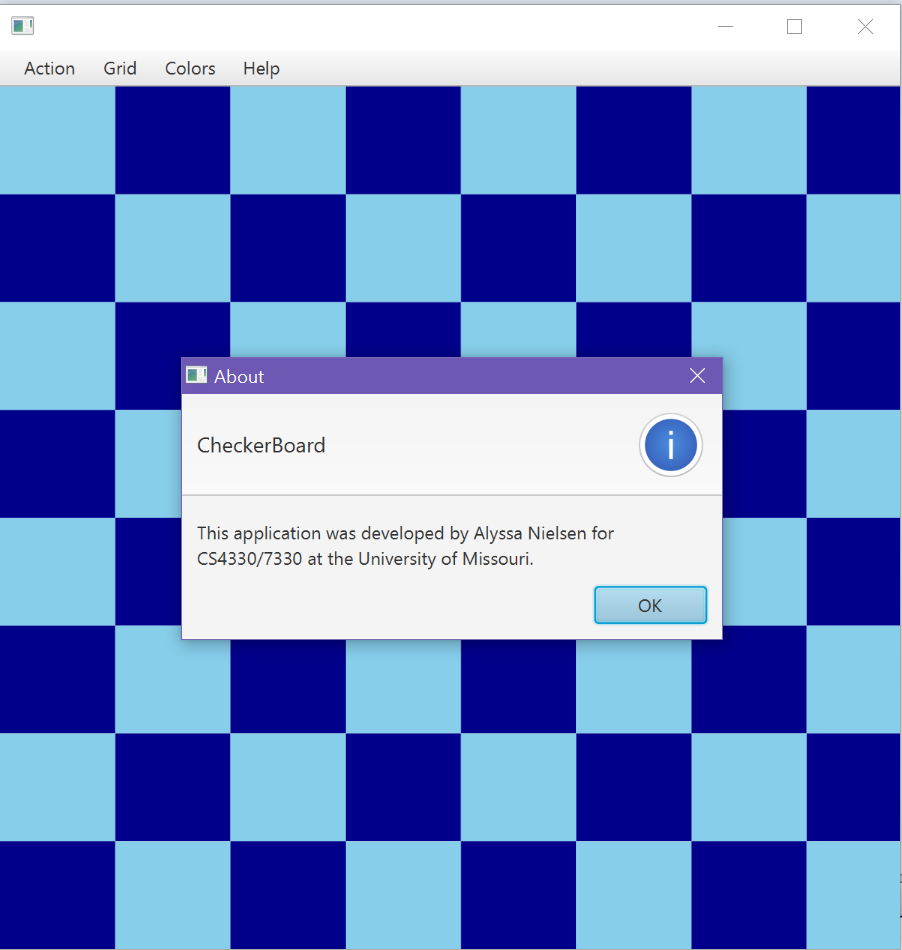 Action Grid Colors Help
About
CheckerBoard
This application was developed by Alyssa Nielsen for
CS4330/7330 at the University of Missouri.
OK